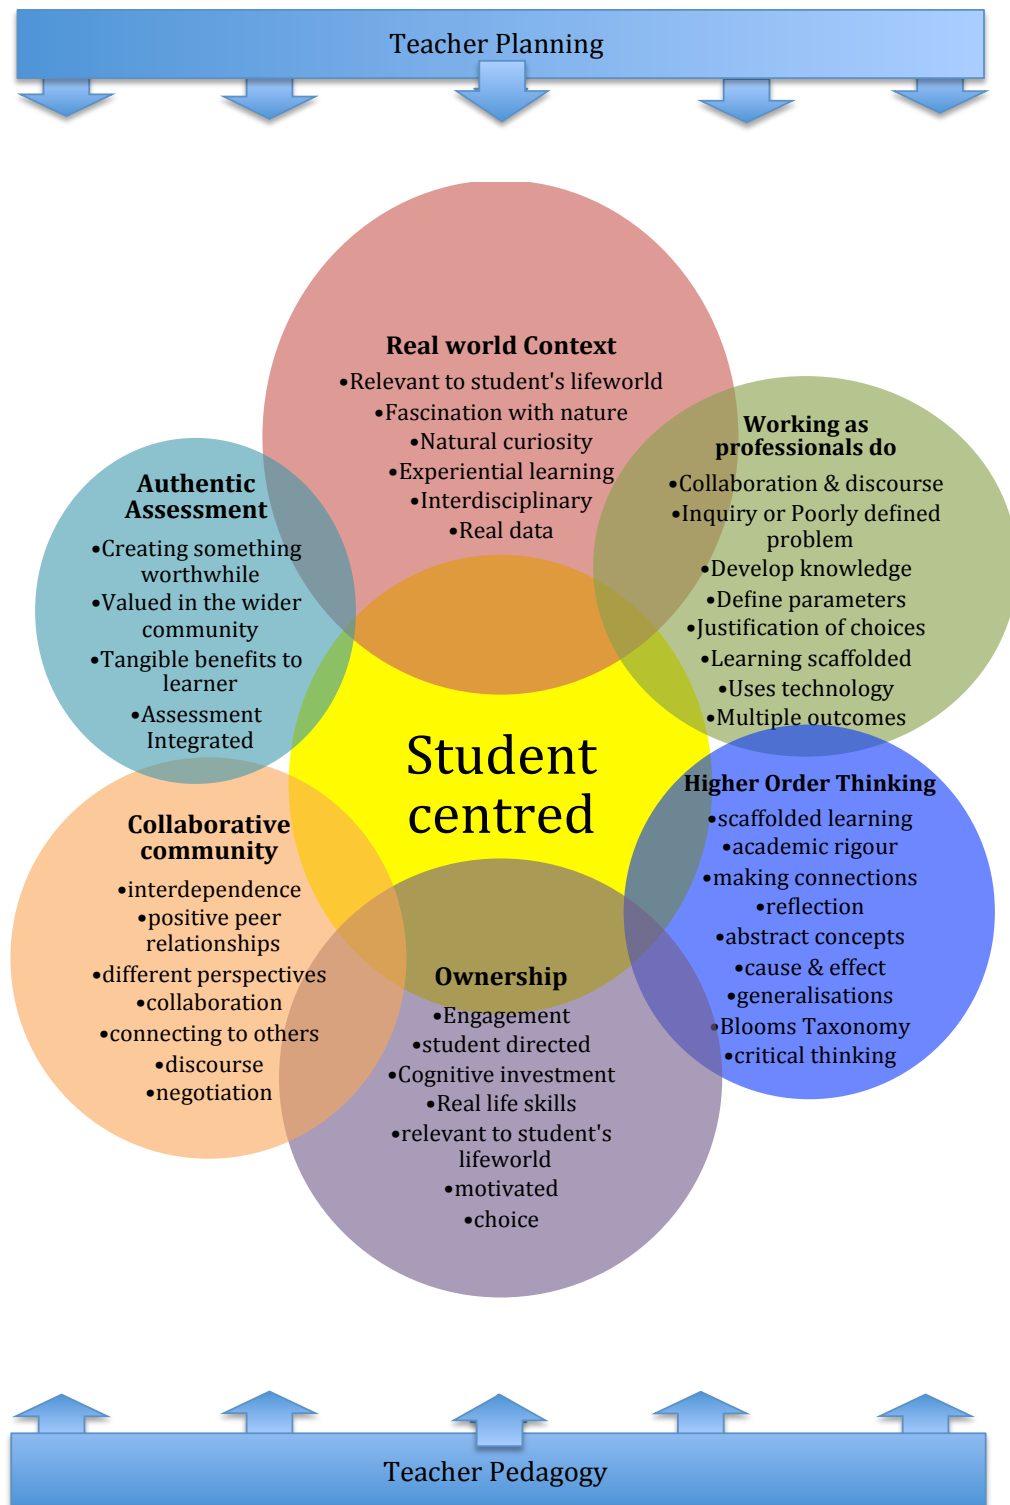 Teacher Planning
Real world Context
•Relevant to student's lifeworld
•Fascination with nature
•Natural curiosity
•Experiential learning
•Interdisciplinary
•Real data
Working as
professionals do
•Collaboration & discourse
•Inquiry or Poorly defined
problem
•Develop knowledge
•Define parameters
•Justification of choices
•Learning scaffolded
•Uses technology
•Multiple outcomes
Authentic
Assessment
•Creating something
worthwhile
•Valued in the wider
community
•Tangible benefits to
learner
•Assessment
Integrated
Student
centred
Higher Order Thinking
•scaffolded learning
•academic rigour
•making connections
•reflection
•abstract concepts
•cause & effect
•generalisations
•Blooms Taxonomy
•critical thinking
Collaborative
community
•interdependence
•positive peer
relationships
•different perspectives
•collaboration
•connecting to others
•discourse
•negotiation
Ownership
•Engagement
•student directed
•Cognitive investment
•Real life skills
•relevant to student's
lifeworld
•motivated
•choice
Teacher Pedagogy